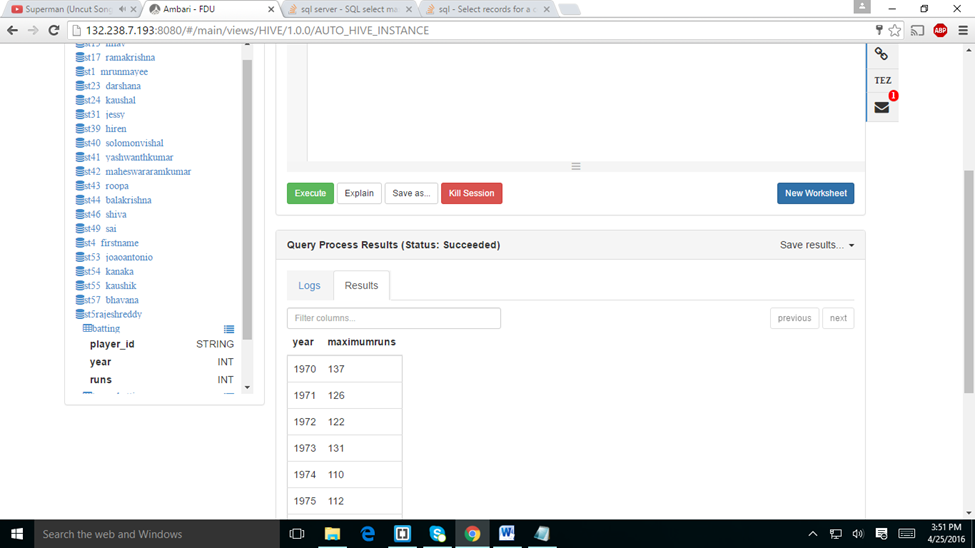 Superman (Uncut Song
Ambari - FDU
sql server - SQL select ma
sql - Select records for a c
132.238.7.193:8080/#/main/views/HIVE/1.0.0/AUTO_HIVE_INSTANCE
ABP
st17 ramakrishna
st1 mrunmayee
st23 darshana
st24 kaushal
st31 jessy
st39 hiren
st40 solomonvishal
st41 yashwanthkumar
st42 maheswararamkumar
st43 roopa
st44 balakrishna
st46 shiva
st49 sai
st4 firstname
st53 joaoantonio
st54 kanaka
st55 kaushik
st57 bhavana
st5rajeshreddy
batting
player_id STRING
year INT
runs INT
TEZ
1
Execute Explain Save as... Kill Session New Worksheet
Query Process Results (Status: Succeeded) Save results...
Logs Results
Filter columns... previous next
year maximumruns
1970 137
1971 126
1972 122
1973 131
1974 110
1975 112
Search the web and Windows
3:51 PM
4/25/2016